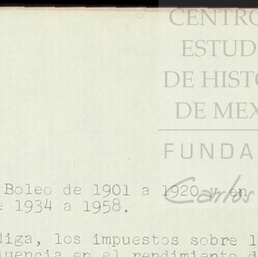 CENTRO
ESTUD
DE HISTO
DE MEX
FUNDA
Carlos
Boleo de 1901 a 1920 y en
1934 a 1958.
diga, los impuestos sobre l
luencia en el rendimiento d